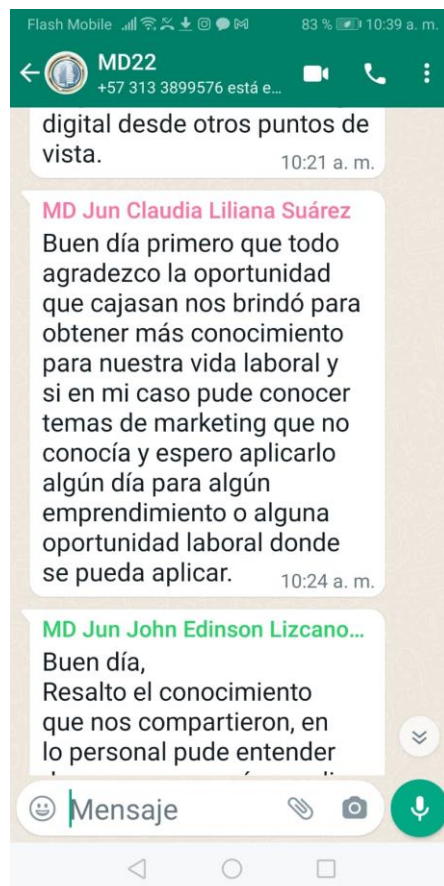 Flash Mobile 83 % 10:39 a. m.
MD22
+57 313 3899576 está e...
digital desde otros puntos de
vista.
10:21 a. m.
MD Jun Claudia Liliana Suárez
Buen día primero que todo
agradezco la oportunidad
que cajasan nos brindó para
obtener más conocimiento
para nuestra vida laboral y
si en mi caso pude conocer
temas de marketing que no
conocía y espero aplicarlo
algún día para algún
emprendimiento o alguna
oportunidad laboral donde
se pueda aplicar.
10:24 a. m.
MD Jun John Edinson Lizcano...
Buen día,
Resalto el conocimiento
que nos compartieron, en
lo personal pude entender
Mensaje